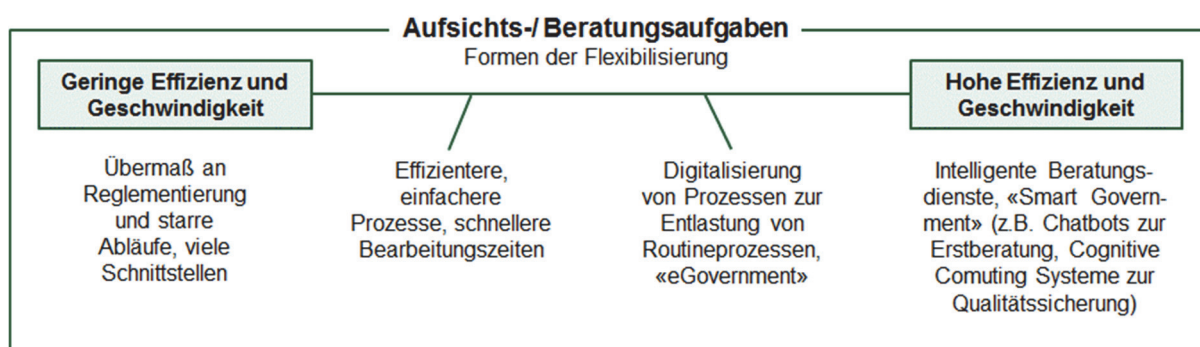 Aufsichts-/ Beratungsaufgaben
Formen der Flexibilisierung
Geringe Effizienz und
Geschwindigkeit
Hohe Effizienz und
Geschwindigkeit
Übermaß an
Reglementierung
und starre
Abläufe, viele
Schnittstellen
Effizientere,
einfachere
Prozesse, schnellere
Bearbeitungszeiten
Digitalisierung
von Prozessen zur
Entlastung von
Routineprozessen,
«eGovernment»
Intelligente Beratungs-
dienste, «Smart Govern-
ment» (z.B. Chatbots zur
Erstberatung, Cognitive
Comuting Systeme zur
Qualitätssicherung)